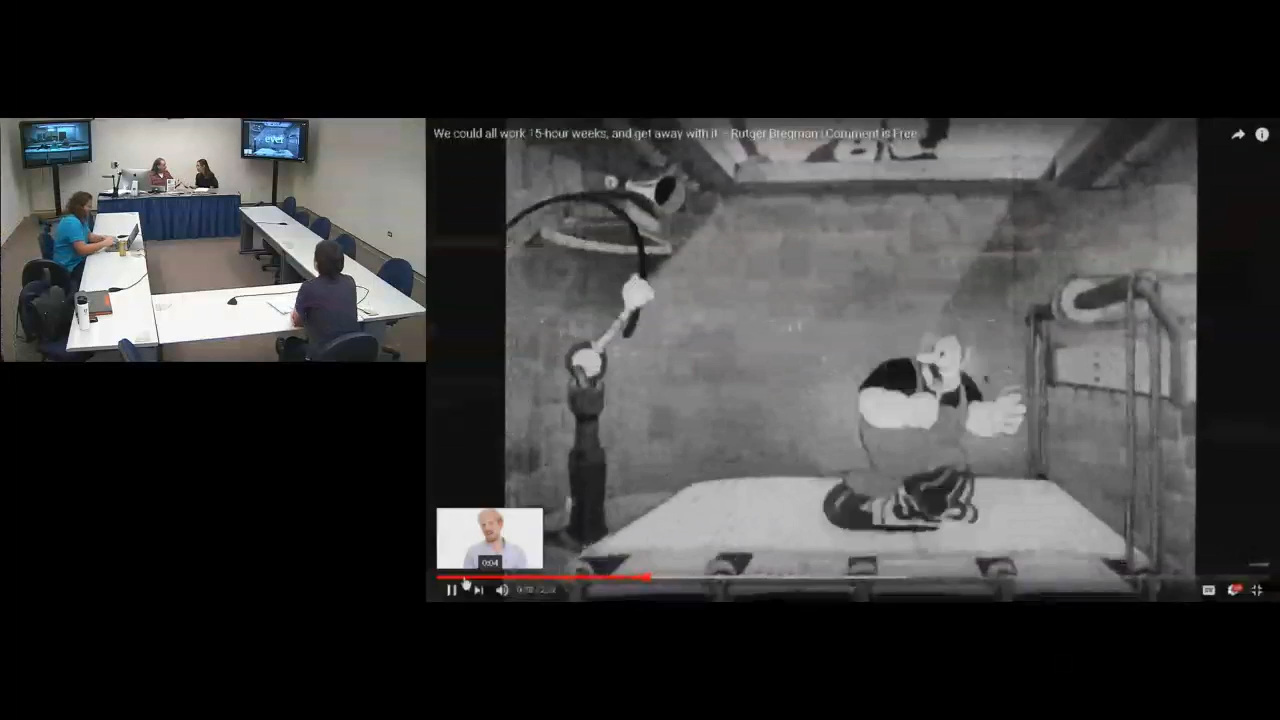 We could all work 15-hour weeks, and get away with it – Rutger Bregman | Comment is Free
0:04